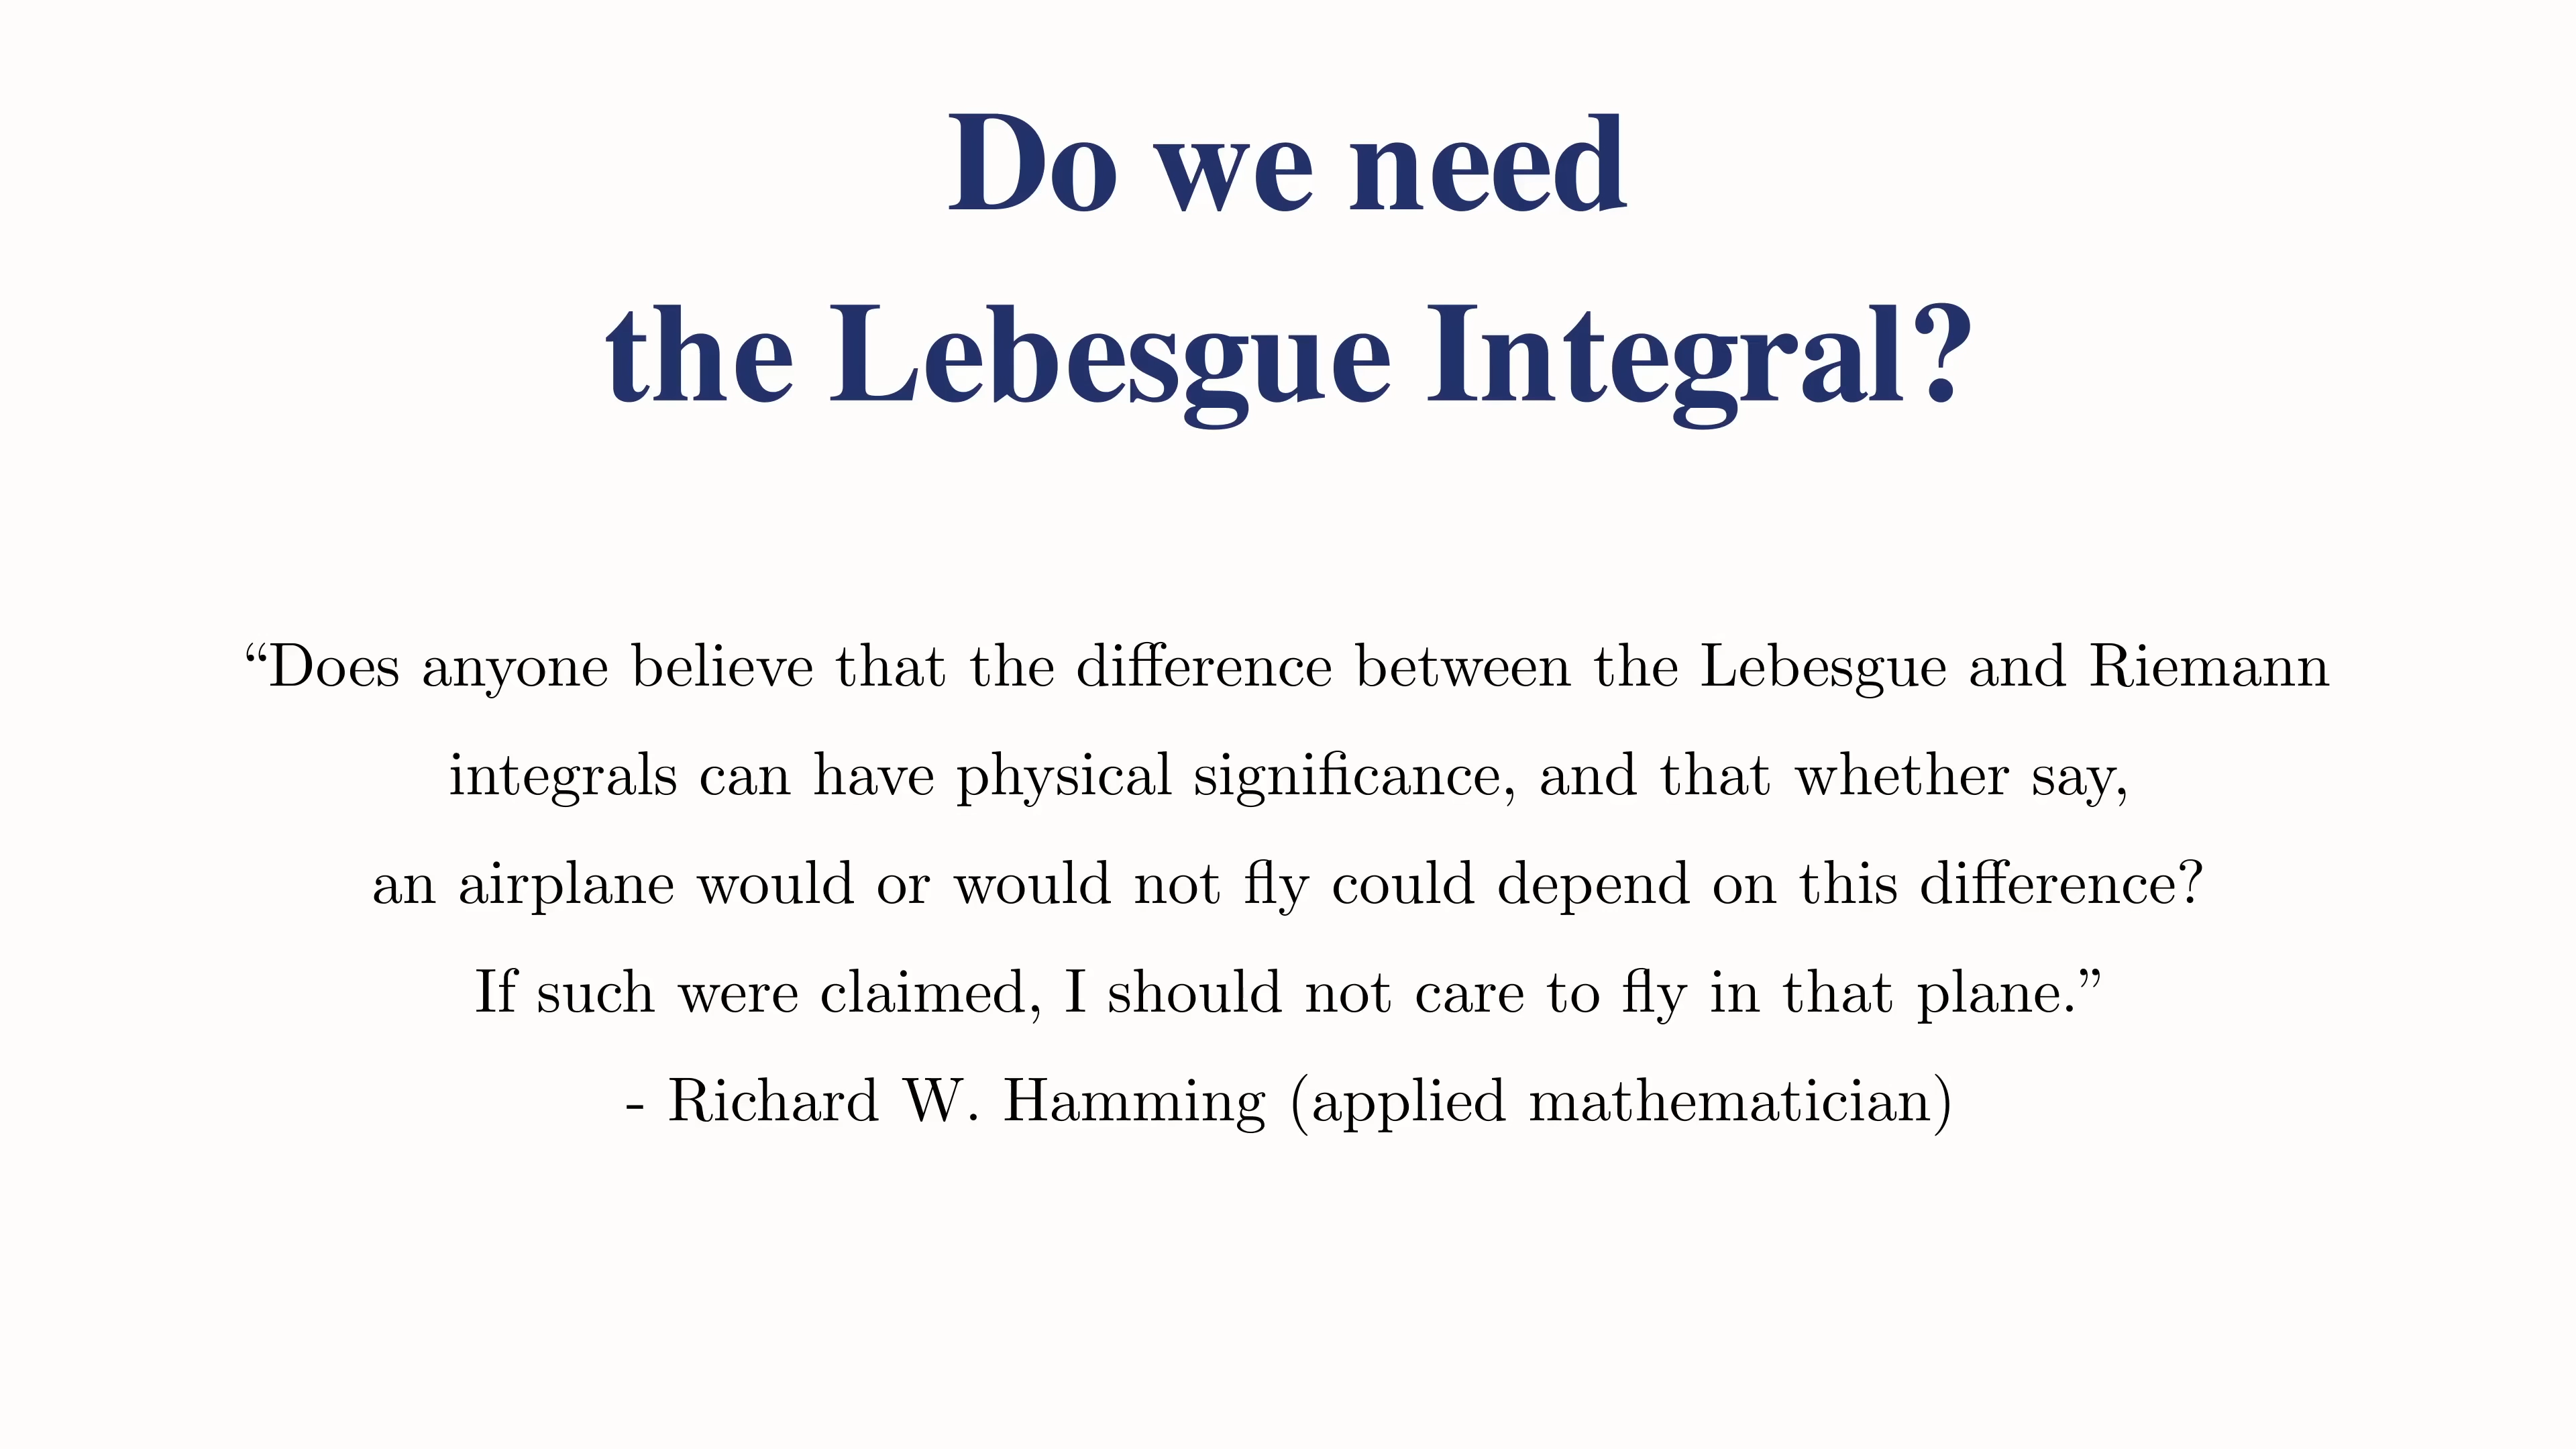 Do we need
the Lebesgue Integral?
“Does anyone believe that the difference between the Lebesgue and Riemann
integrals can have physical significance, and that whether say,
an airplane would or would not fly could depend on this difference?
If such were claimed, I should not care to fly in that plane.”
- Richard W. Hamming (applied mathematician)